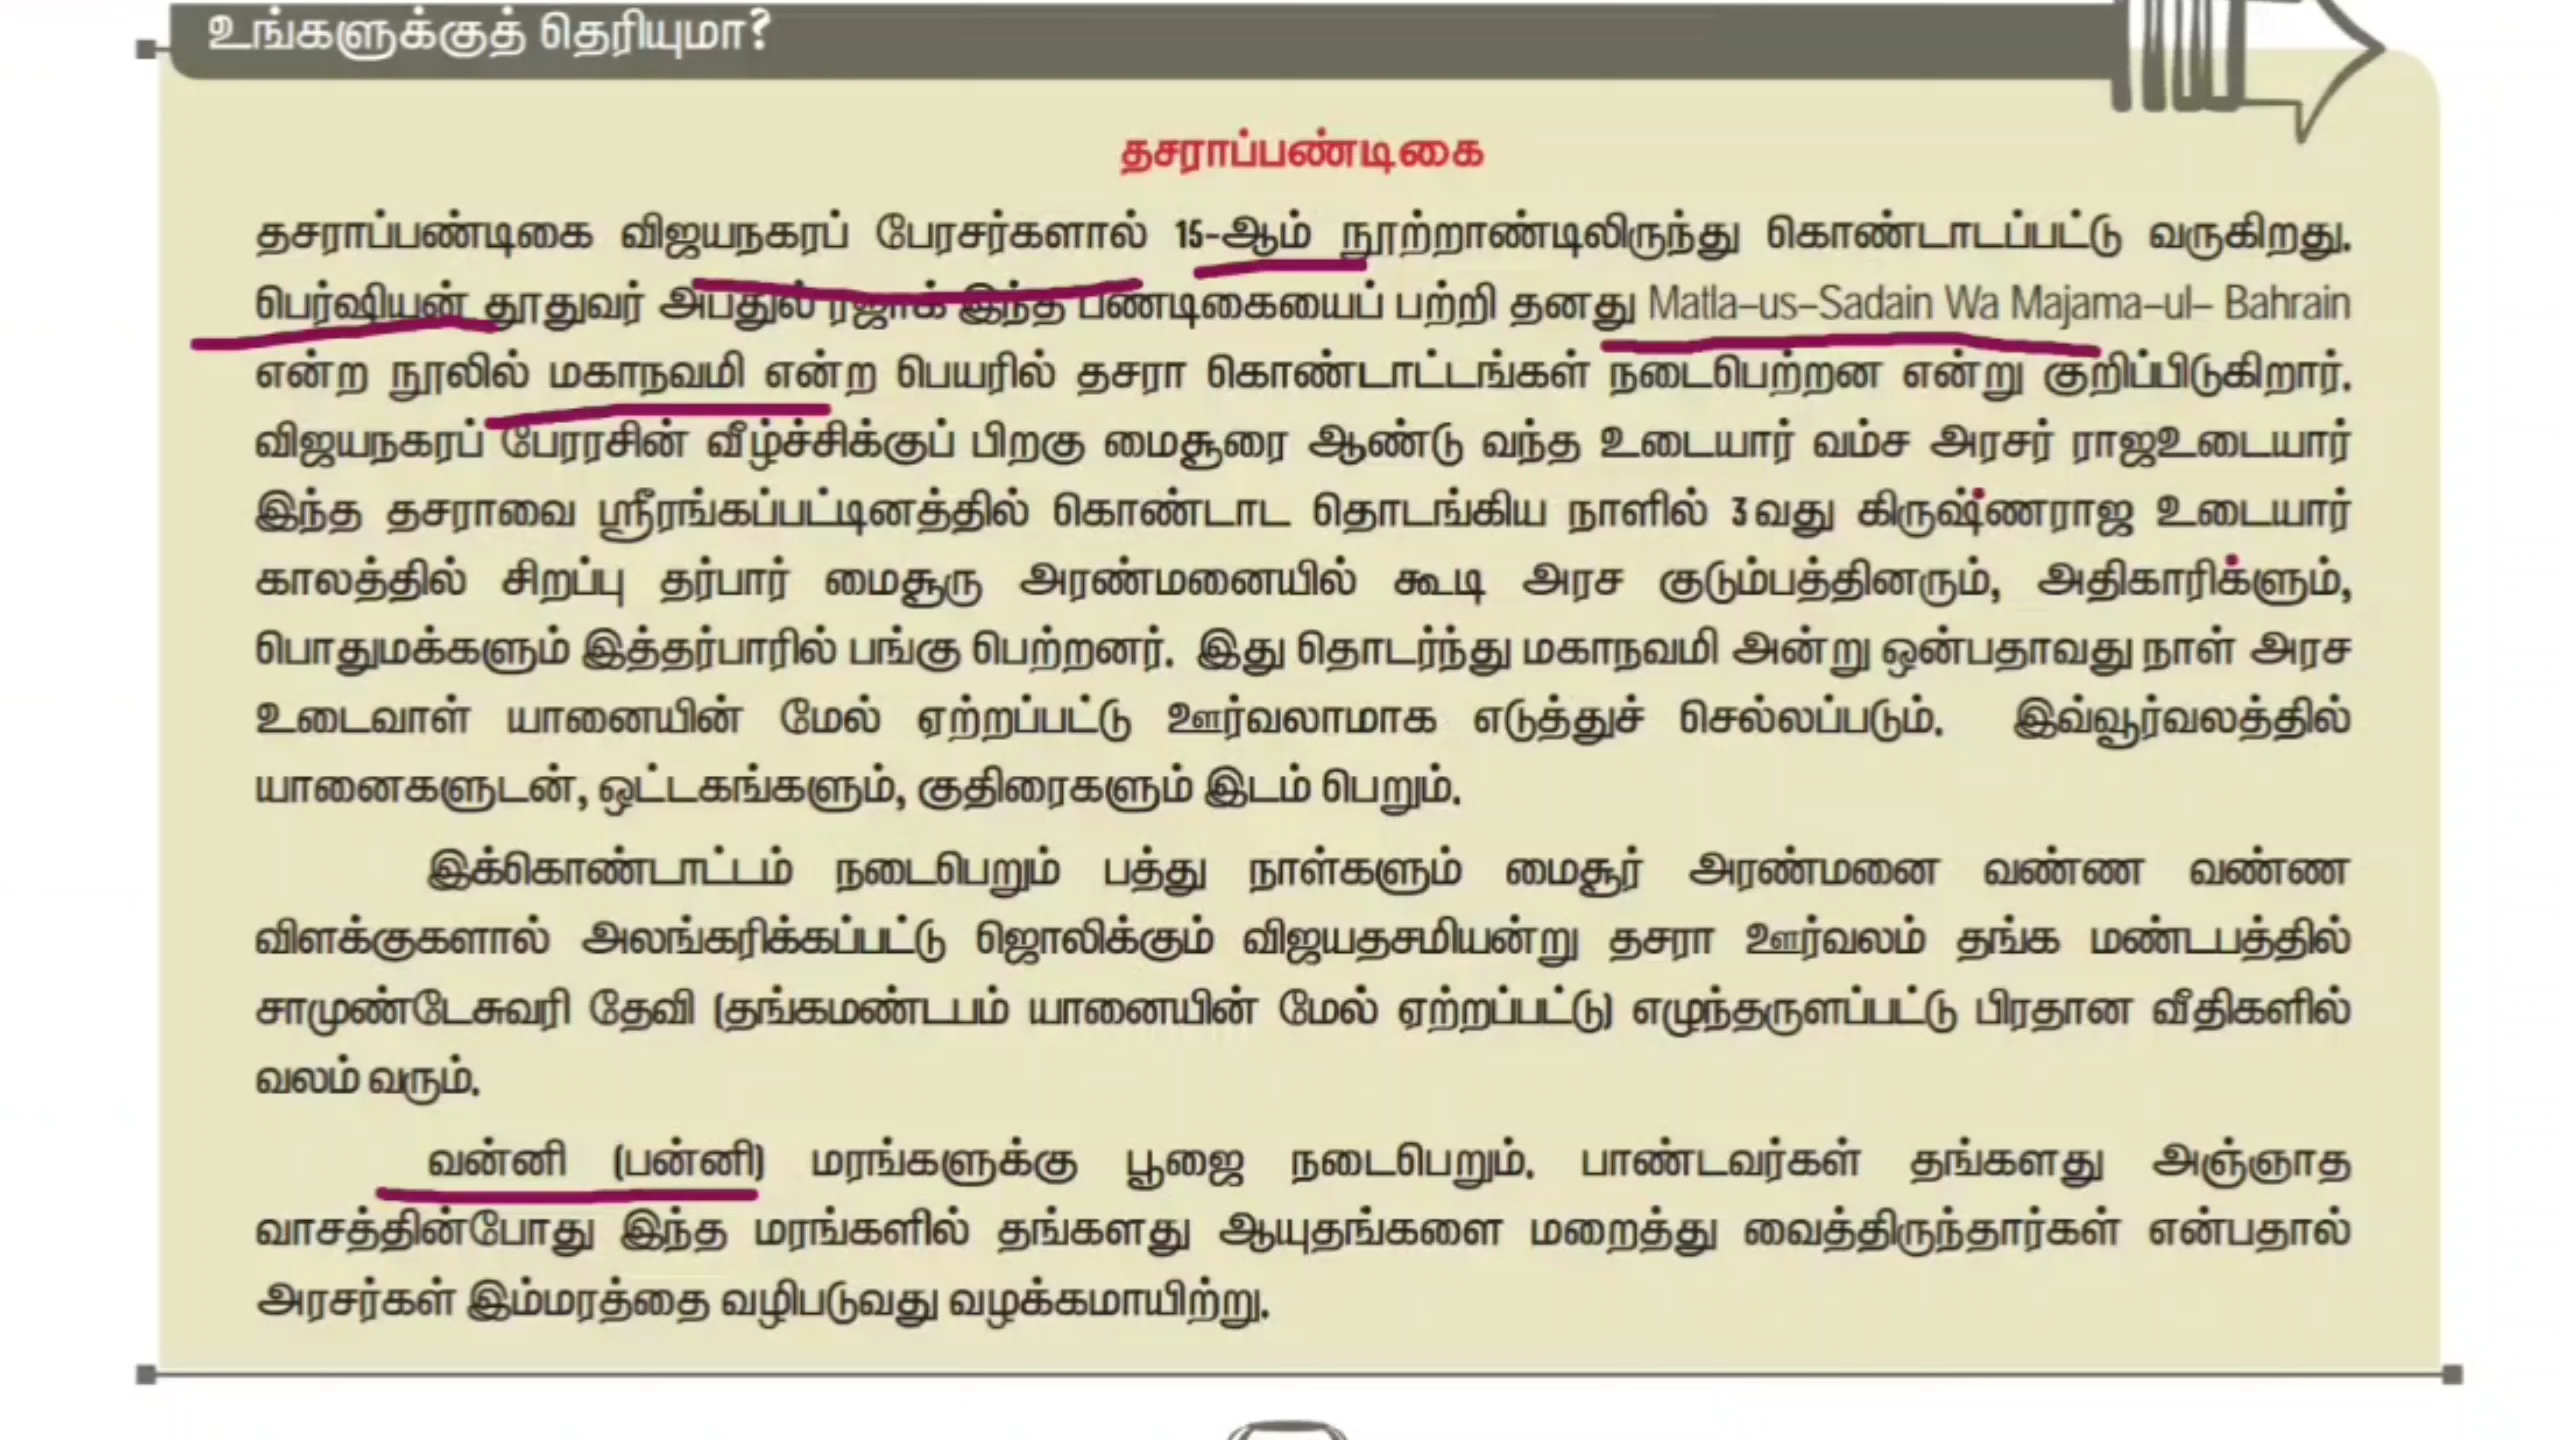 உங்களுக்குத் தெரியுமா?
தசராப்பண்டிகை
தசராப்பண்டிகை விஜயநகரப் பேரசர்களால் 15-ஆம் நூற்றாண்டிலிருந்து கொண்டாடப்பட்டு வருகிறது.
பெர்ஷியன் தூதுவர் அப்துல் ரஜாக் இந்த பண்டிகையைப் பற்றி தனது Matla–us–Sadain Wa Majama–ul– Bahrain
என்ற நூலில் மகாநவமி என்ற பெயரில் தசரா கொண்டாட்டங்கள் நடைபெற்றன என்று குறிப்பிடுகிறார்.
விஜயநகரப் பேரரசின் வீழ்ச்சிக்குப் பிறகு மைசூரை ஆண்டு வந்த உடையார் வம்ச அரசர் ராஜஉடையார்
இந்த தசராவை ஸ்ரீரங்கப்பட்டினத்தில் கொண்டாட தொடங்கிய நாளில் 3வது கிருஷ்ணராஜ உடையார்
காலத்தில் சிறப்பு தர்பார் மைசூரு அரண்மனையில் கூடி அரச குடும்பத்தினரும், அதிகாரிகளும்,
பொதுமக்களும் இத்தர்பாரில் பங்கு பெற்றனர். இது தொடர்ந்து மகாநவமி அன்று ஒன்பதாவது நாள் அரச
உடைவாள் யானையின் மேல் ஏற்றப்பட்டு ஊர்வலாமாக எடுத்துச் செல்லப்படும். இவ்வூர்வலத்தில்
யானைகளுடன், ஒட்டகங்களும், குதிரைகளும் இடம் பெறும்.
இக்கொண்டாட்டம் நடைபெறும் பத்து நாள்களும் மைசூர் அரண்மனை வண்ண வண்ண
விளக்குகளால் அலங்கரிக்கப்பட்டு ஜொலிக்கும் விஜயதசமியன்று தசரா ஊர்வலம் தங்க மண்டபத்தில்
சாமுண்டேசுவரி தேவி (தங்கமண்டபம் யானையின் மேல் ஏற்றப்பட்டு) எழுந்தருளப்பட்டு பிரதான வீதிகளில்
வலம் வரும்.
வன்னி (பன்னி) மரங்களுக்கு பூஜை நடைபெறும். பாண்டவர்கள் தங்களது அஞ்ஞாத
வாசத்தின்போது இந்த மரங்களில் தங்களது ஆயுதங்களை மறைத்து வைத்திருந்தார்கள் என்பதால்
அரசர்கள் இம்மரத்தை வழிபடுவது வழக்கமாயிற்று.